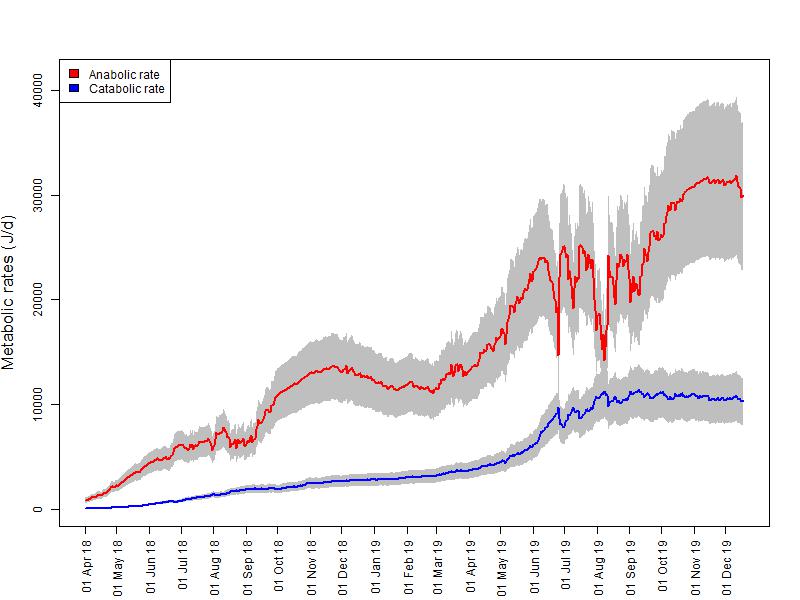 Anabolic rate
Catabolic rate
Metabolic rates (J/d)
40000
30000
20000
10000
0
01 Apr 18
01 May 18
01 Jun 18
01 Jul 18
01 Aug 18
01 Sep 18
01 Oct 18
01 Nov 18
01 Dec 18
01 Jan 19
01 Feb 19
01 Mar 19
01 Apr 19
01 May 19
01 Jun 19
01 Jul 19
01 Aug 19
01 Sep 19
01 Oct 19
01 Nov 19
01 Dec 19